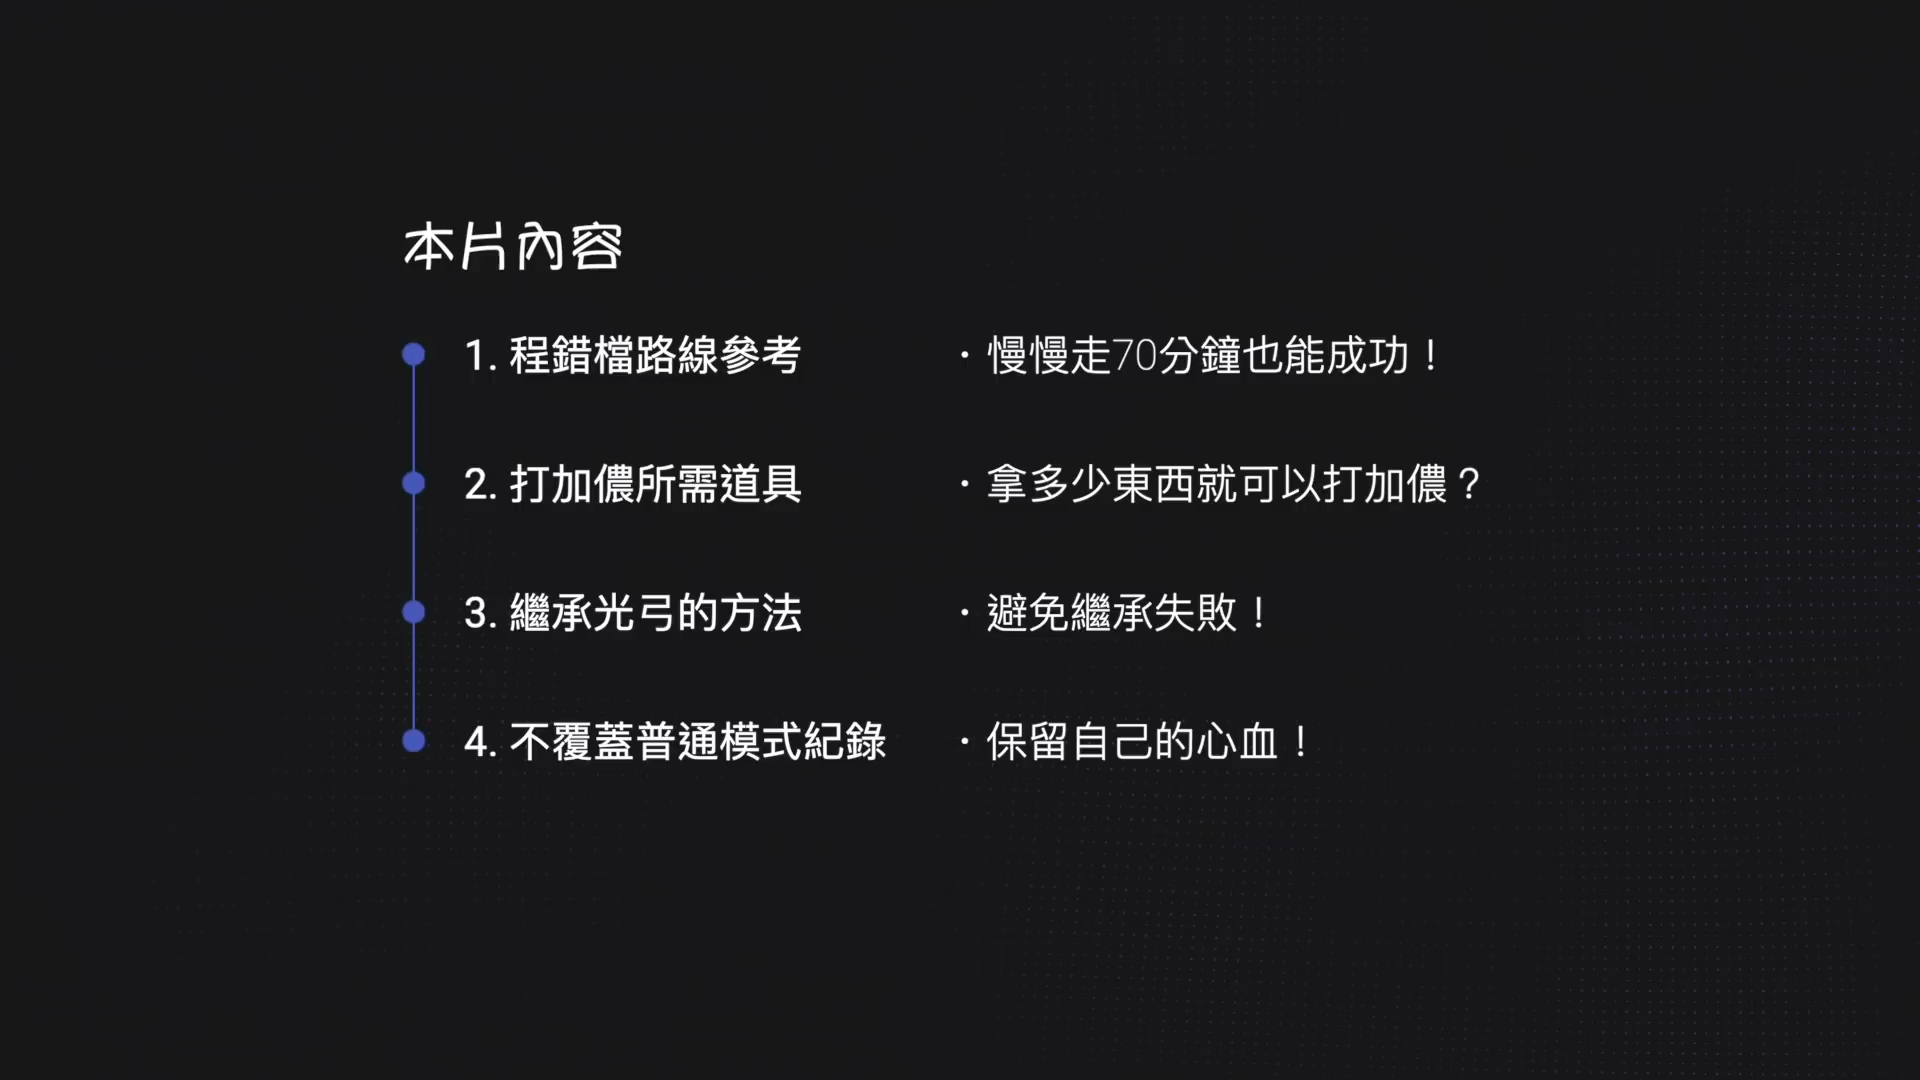 本片內容
1. 程錯檔路線參考
・慢慢走70分鐘也能成功！
2. 打加儂所需道具
・拿多少東西就可以打加儂？
3. 繼承光弓的方法
・避免繼承失敗！
4. 不覆蓋普通模式紀錄
・保留自己的心血！